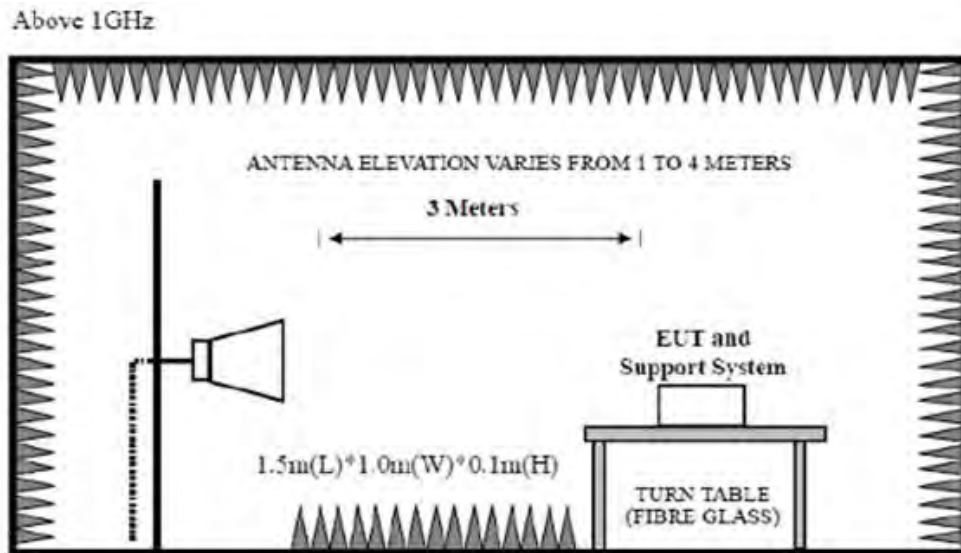 Above 1GHz
ANTENNA ELEVATION VARIES FROM 1 TO 4 METERS
3 Meters
EUT and
Support System
1.5m(L)*1.0m(W)*0.1m(H)
TURN TABLE
(FIBRE GLASS)